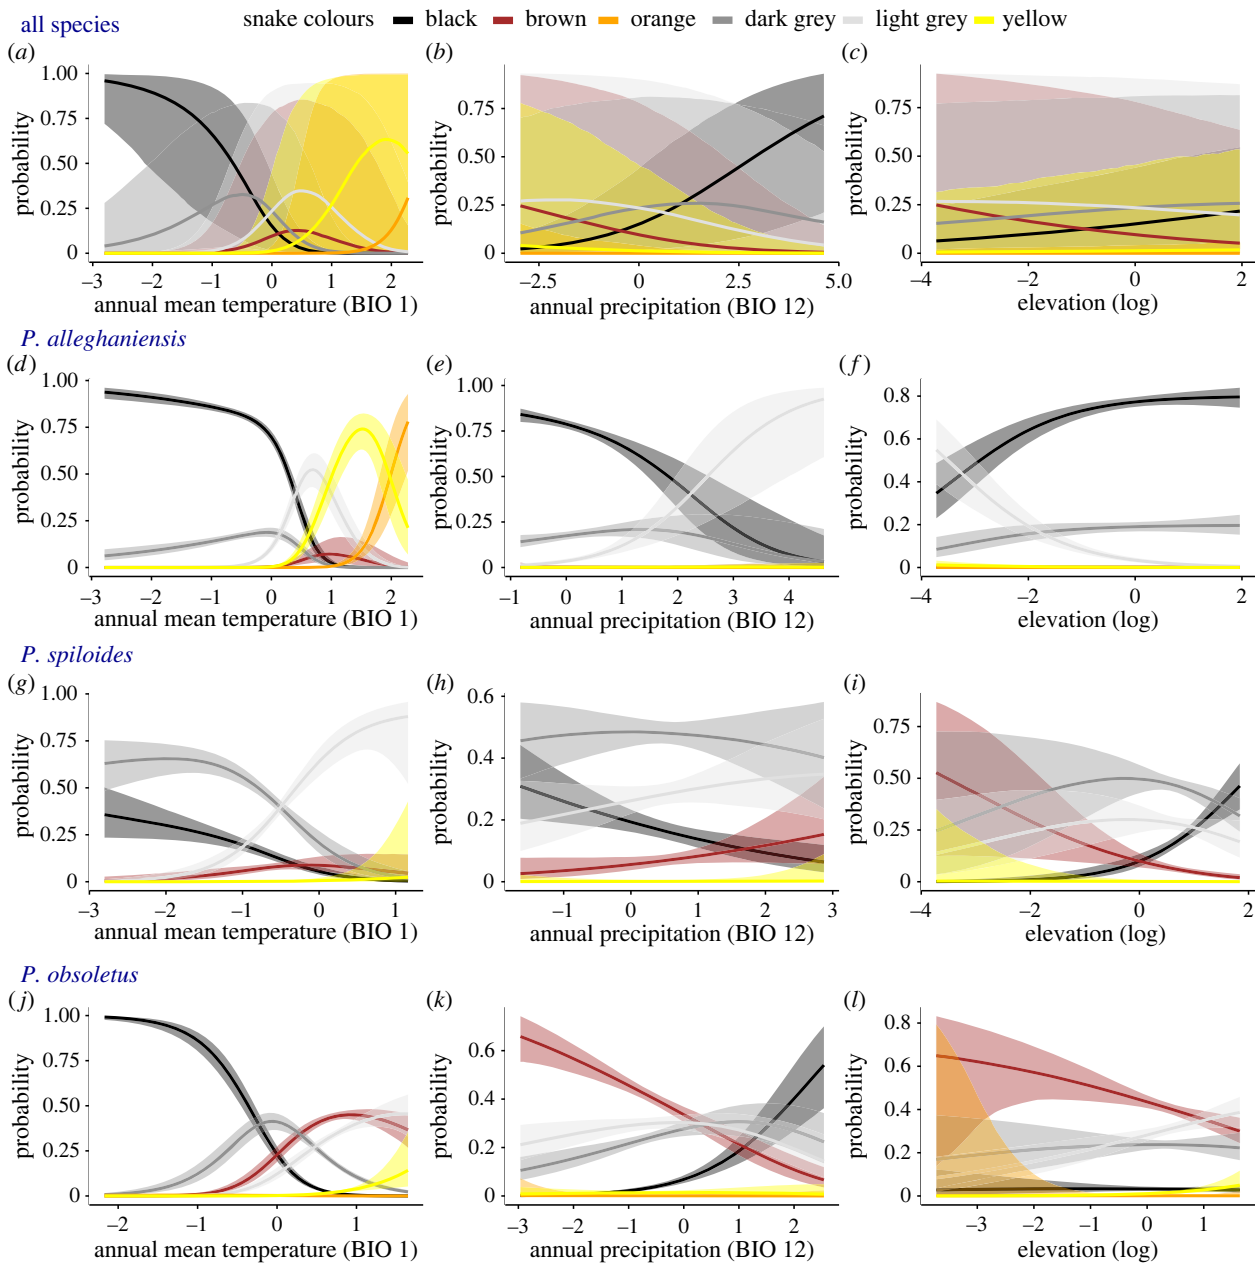 all species
snake colours black brown orange dark grey light grey yellow
(a) (b) (c)
1.00 0.75 0.50 0.25 0
probability
–3 –2 –1 0 1 2
annual mean temperature (BIO 1)
0.75 0.50 0.25 0
probability
–2.5 0 2.5 5.0
annual precipitation (BIO 12)
0.75 0.50 0.25 0
probability
–4 –2 0 2
elevation (log)
P. alleghaniensis
(d) (e) (f)
1.00 0.75 0.50 0.25 0
probability
–3 –2 –1 0 1 2
annual mean temperature (BIO 1)
1.00 0.75 0.50 0.25 0
probability
–1 0 1 2 3 4
annual precipitation (BIO 12)
0.8 0.6 0.4 0.2 0
probability
–4 –2 0 2
elevation (log)
P. spiloides
(g) (h) (i)
1.00 0.75 0.50 0.25 0
probability
–3 –2 –1 0 1
annual mean temperature (BIO 1)
0.6 0.4 0.2 0
probability
–1 0 1 2 3
annual precipitation (BIO 12)
0.75 0.50 0.25 0
probability
–4 –2 0 2
elevation (log)
P. obsoletus
(j) (k) (l)
1.00 0.75 0.50 0.25 0
probability
–2 –1 0 1
annual mean temperature (BIO 1)
0.6 0.4 0.2 0
probability
–3 –2 –1 0 1 2
annual precipitation (BIO 12)
0.8 0.6 0.4 0.2 0
probability
–3 –2 –1 0 1
elevation (log)